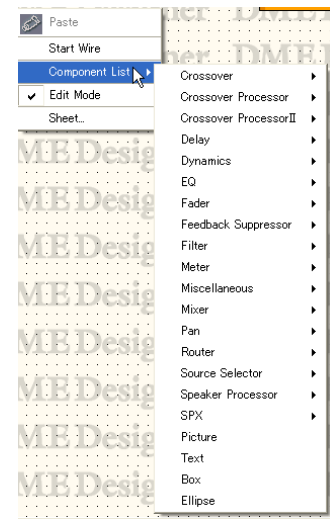 Paste
Start Wire
Component List
Edit Mode
Sheet...
Crossover
Crossover Processor
Crossover ProcessorⅡ
Delay
Dynamics
EQ
Fader
Feedback Suppressor
Filter
Meter
Miscellaneous
Mixer
Pan
Router
Source Selector
Speaker Processor
SPX
Picture
Text
Box
Ellipse